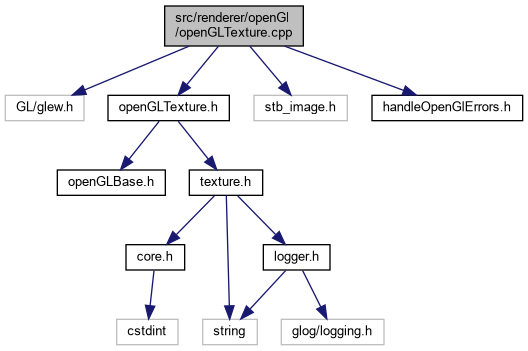 src/renderer/openGl
/openGLTexture.cpp
GL/glew.h
openGLTexture.h
stb_image.h
handleOpenGlErrors.h
openGLBase.h
texture.h
core.h
logger.h
cstdint
string
glog/logging.h